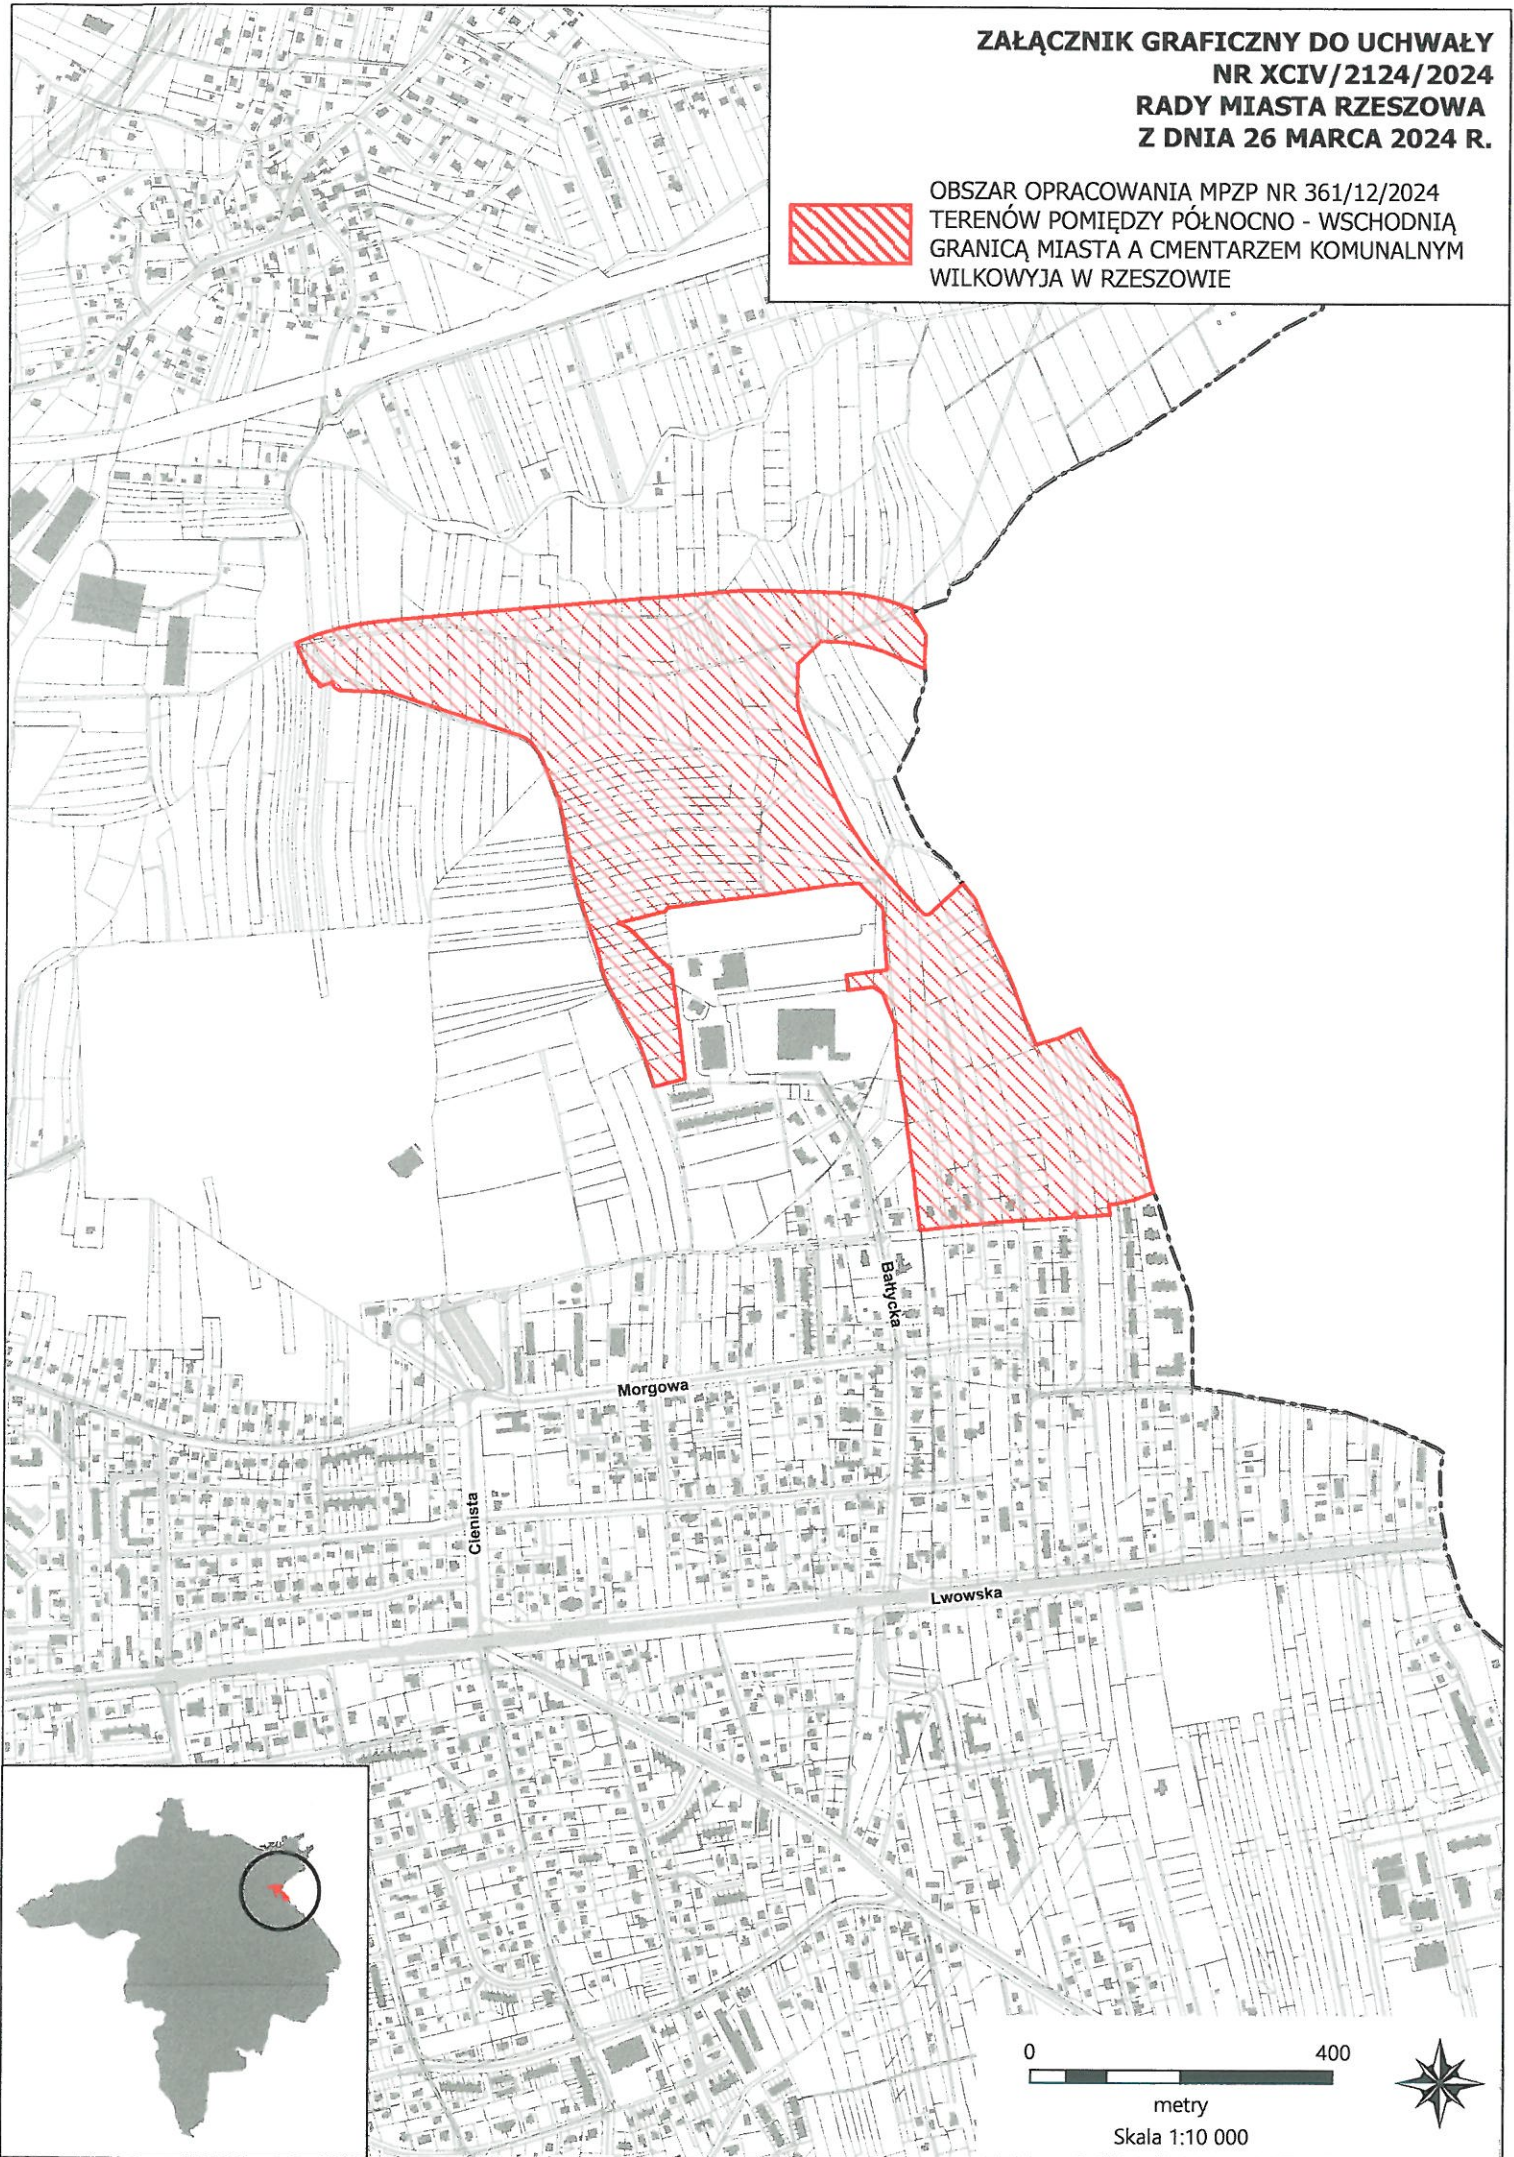 ZAŁĄCZNIK GRAFICZNY DO UCHWAŁY
NR XCIV/2124/2024
RADY MIASTA RZESZOWA
Z DNIA 26 MARCA 2024 R.
OBSZAR OPRACOWANIA MPZP NR 361/12/2024
TERENÓW POMIĘDZY PÓŁNOCNO - WSCHODNIĄ
GRANICĄ MIASTA A CMENTARZEM KOMUNALNYM
WILKOWYJA W RZESZOWIE
Bałtycka
Morgowa
Cienista
Lwowska
0 400
metry
Skala 1:10 000